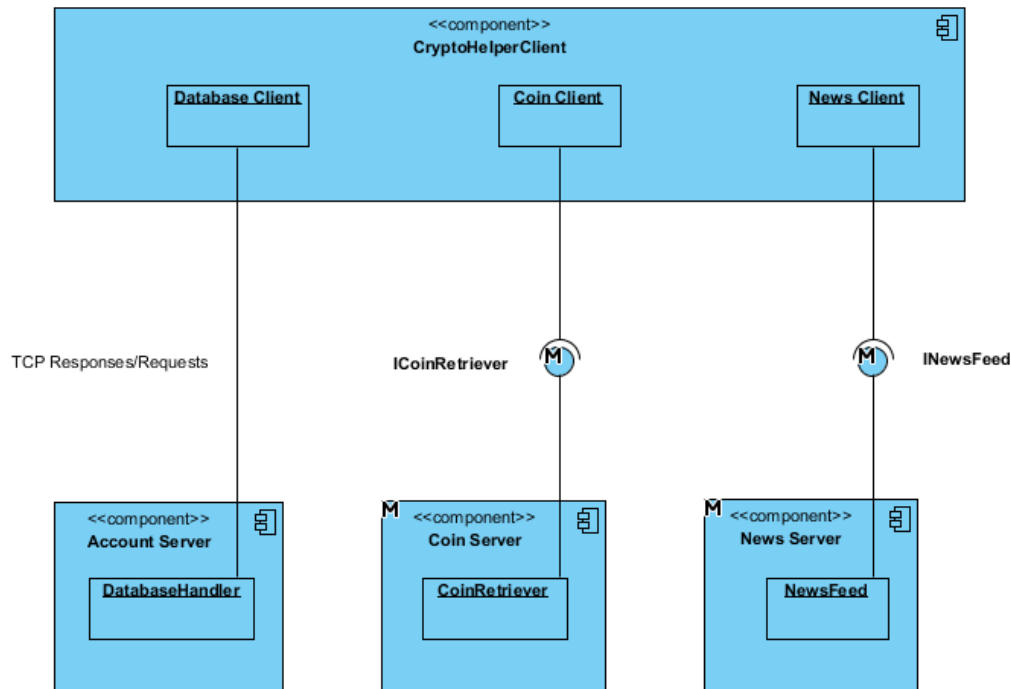 <<component>>
CryptoHelperClient
Database Client
Coin Client
News Client
TCP Responses/Requests
ICoinRetriever
M
M
INewsFeed
<<component>>
Account Server
DatabaseHandler
M
<<component>>
Coin Server
CoinRetriever
M
<<component>>
News Server
NewsFeed